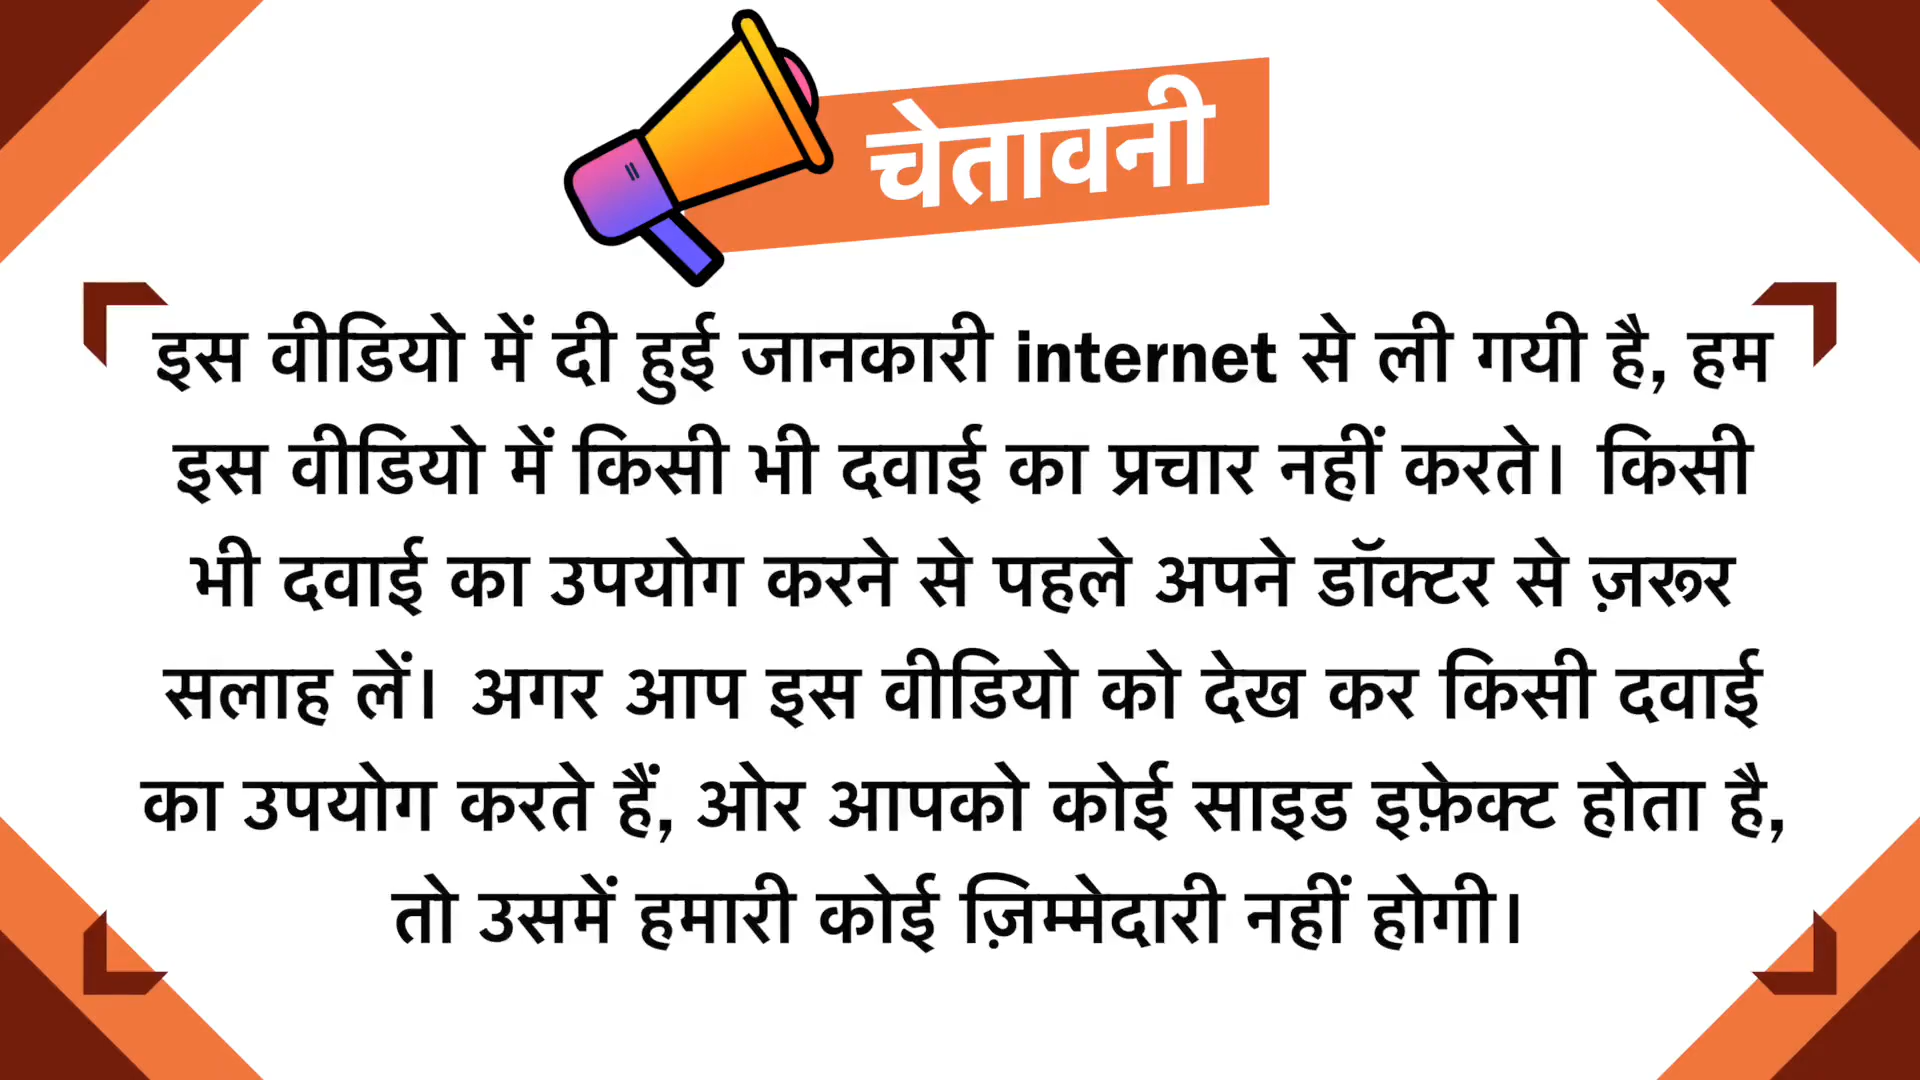 चेतावनी
इस वीडियो में दी हुई जानकारी internet से ली गयी है, हम
इस वीडियो में किसी भी दवाई का प्रचार नहीं करते। किसी
भी दवाई का उपयोग करने से पहले अपने डॉक्टर से ज़रूर
सलाह लें। अगर आप इस वीडियो को देख कर किसी दवाई
का उपयोग करते हैं, ओर आपको कोई साइड इफ़ेक्ट होता है,
तो उसमें हमारी कोई ज़िम्मेदारी नहीं होगी।